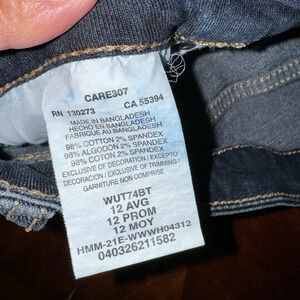 CARE307
RN 130273 CA 55394
MADE IN BANGLADESH
HECHO EN BANGLADESH
FABRIQUE AU BANGLADESH
98% COTTON 2% SPANDEX
98% ALGODON 2% SPANDEX
98% COTON 2% SPANDEX
EXCLUSIVE OF DECORATION / EXCEPTO
DECORACION / EXCLUSIVE OF TRIMMING /
GARNITURE NON COMPRISE
WUT74BT
12 AVG
12 PROM
12 MOY
HMM-21E-WWWH04312
040326211582